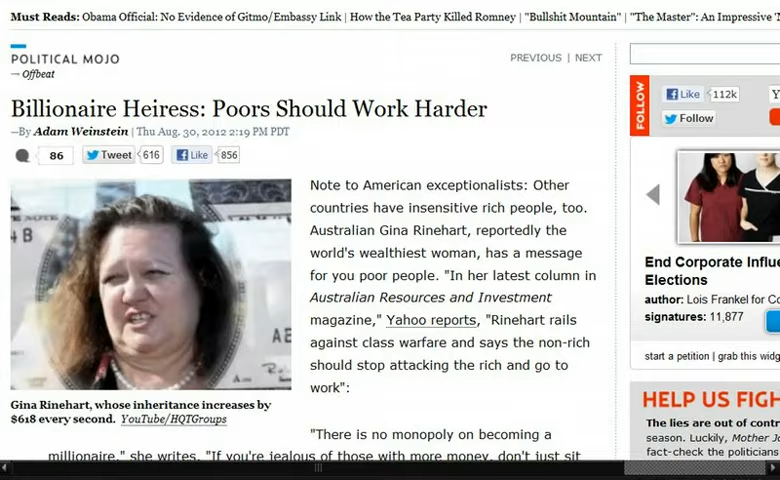 Must Reads: Obama Official: No Evidence of Gitmo/Embassy Link | How the Tea Party Killed Romney | "Bullshit Mountain" | "The Master": An Impressive
POLITICAL MOJO
→ Offbeat
PREVIOUS | NEXT
Billionaire Heiress: Poors Should Work Harder
—By Adam Weinstein | Thu Aug. 30, 2012 2:19 PM PDT
86 Tweet 616 Like 856
Note to American exceptionalists: Other
countries have insensitive rich people, too.
Australian Gina Rinehart, reportedly the
world's wealthiest woman, has a message
for you poor people. "In her latest column in
Australian Resources and Investment
magazine," Yahoo reports, "Rinehart rails
against class warfare and says the non-rich
should stop attacking the rich and go to
work":
Gina Rinehart, whose inheritance increases by
$618 every second. YouTube/HQTGroups
"There is no monopoly on becoming a
millionaire," she writes. "If you're jealous of those with more money, don't just sit
FOLLOW
Like 112k
Follow
End Corporate Influ
Elections
author: Lois Frankel for Co
signatures: 11,877
start a petition | grab this widg
HELP US FIGH
The lies are out of contr
season. Luckily, Mother Jo
fact-check the politicians